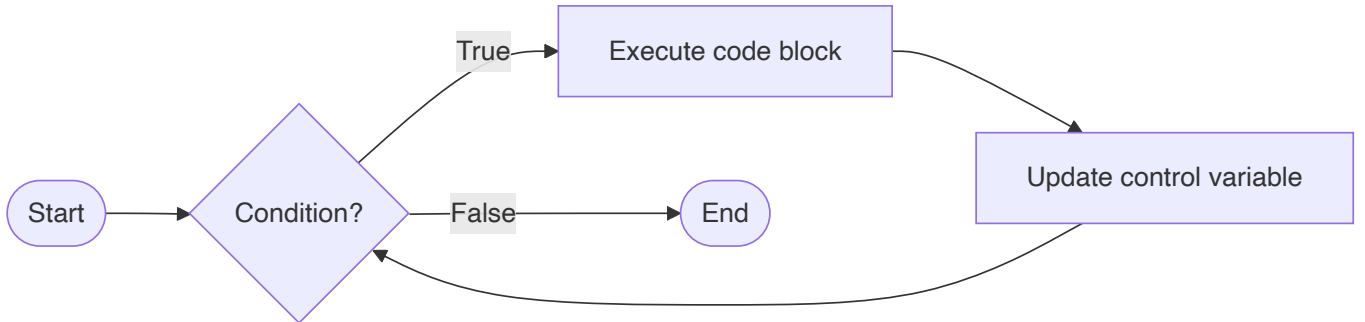 Start
Condition?
True
Execute code block
Update control variable
False
End